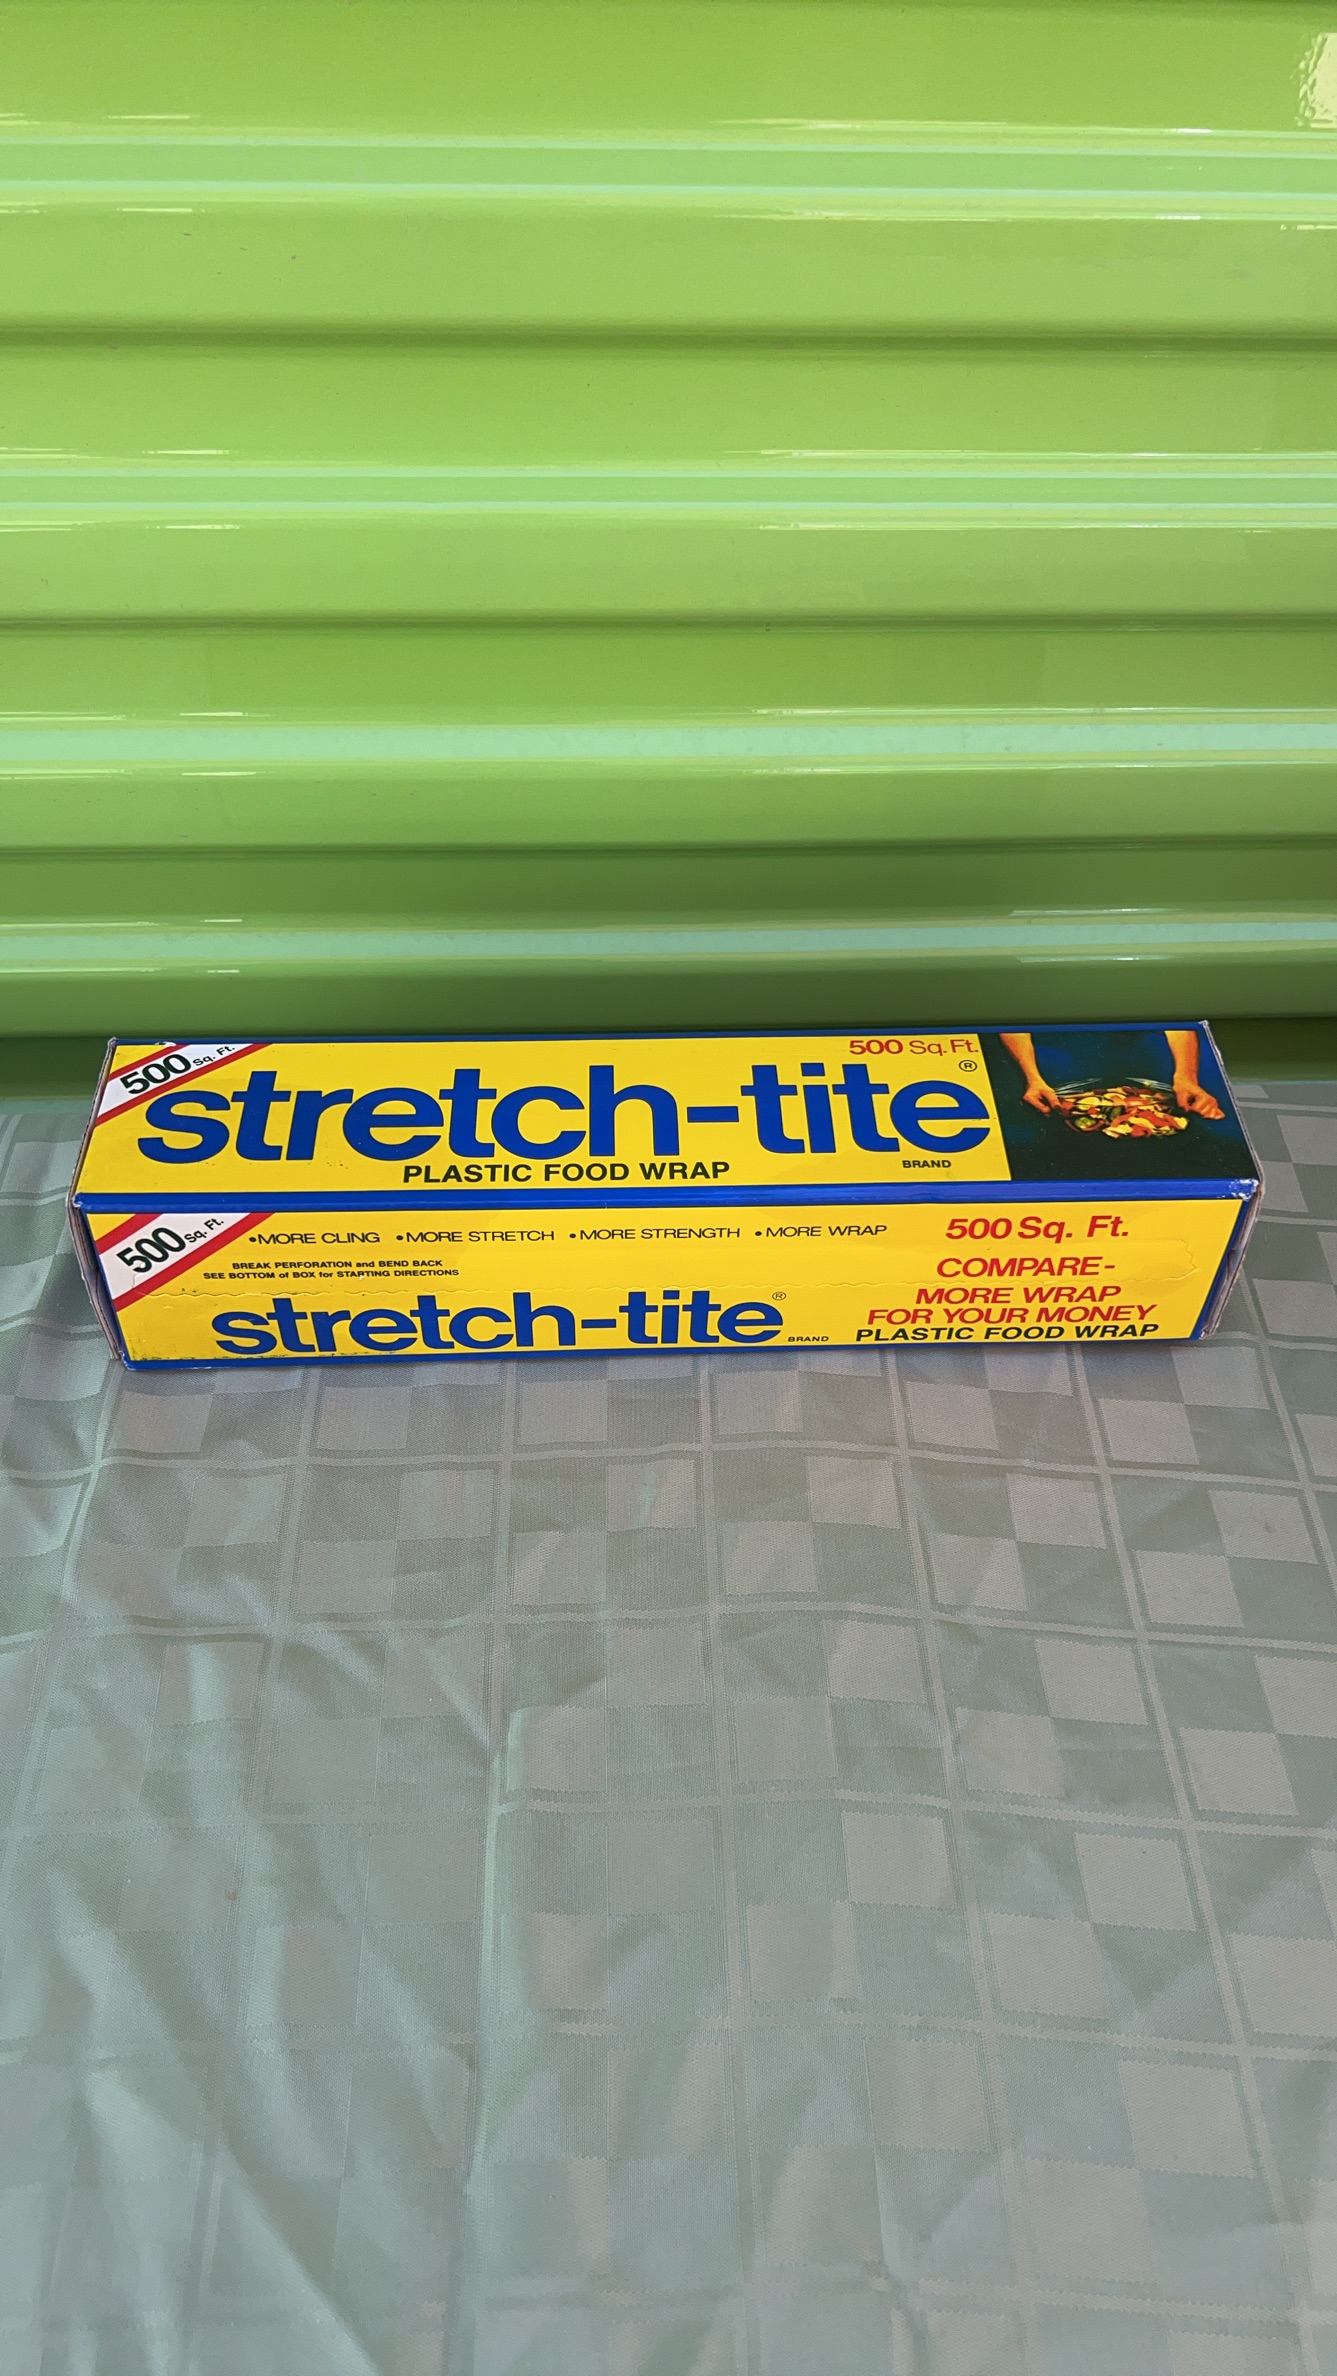 500 Sq. Ft.
500 Sq. Ft.
stretch-tite®
PLASTIC FOOD WRAP
BRAND
500 Sq. Ft.
•MORE CLING •MORE STRETCH •MORE STRENGTH •MORE WRAP
500 Sq. Ft.
BREAK PERFORATION and BEND BACK
SEE BOTTOM of BOX for STARTING DIRECTIONS
COMPARE-
MORE WRAP
FOR YOUR MONEY
stretch-tite®
BRAND
PLASTIC FOOD WRAP